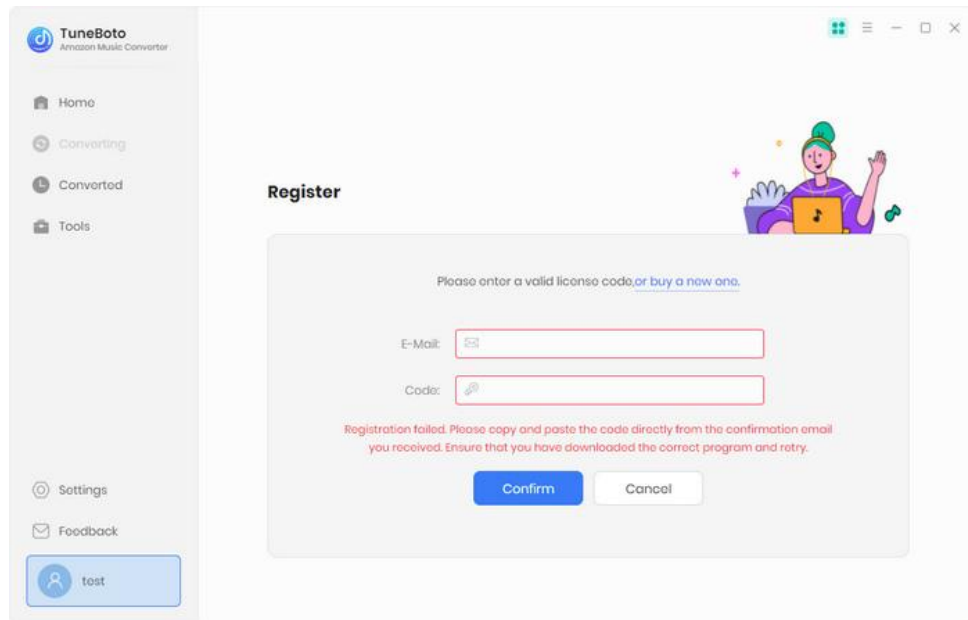 TuneBoto
Amazon Music Converter
Home
Converting
Converted
Tools
Register
Please enter a valid license code,or buy a new one.
E-Mail:
Code:
Registration failed. Please copy and paste the code directly from the confirmation email
you received. Ensure that you have downloaded the correct program and retry.
Confirm
Cancel
Settings
Feedback
test